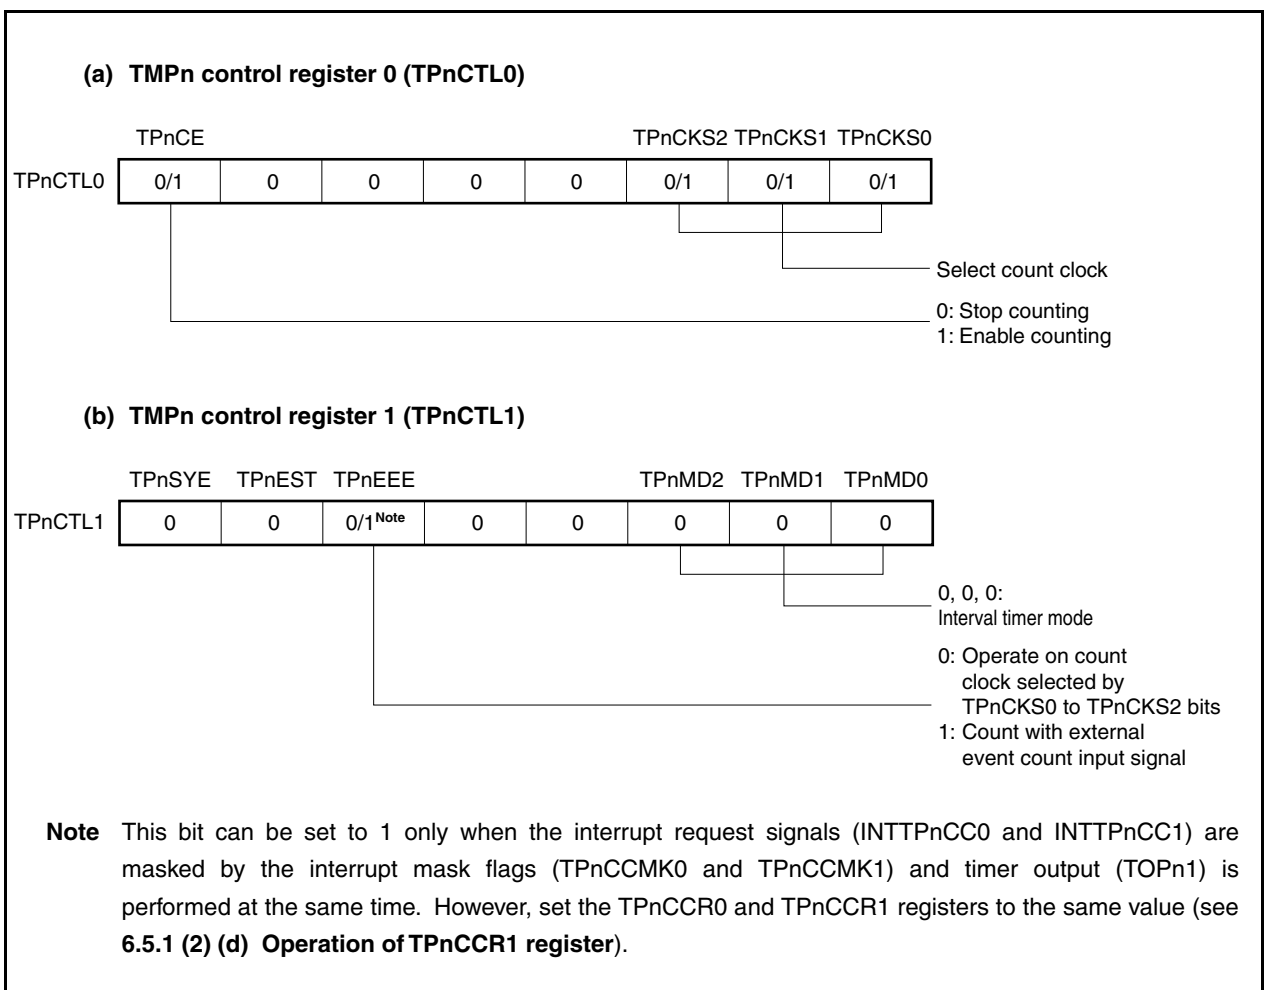 (a) TMPn control register 0 (TPnCTL0)
TPnCE TPnCKS2 TPnCKS1 TPnCKS0
TPnCTL0 0/1 0 0 0 0 0/1 0/1 0/1
Select count clock
0: Stop counting
1: Enable counting
(b) TMPn control register 1 (TPnCTL1)
TPnSYE TPnEST TPnEEE TPnMD2 TPnMD1 TPnMD0
TPnCTL1 0 0 0/1Note 0 0 0 0 0
0, 0, 0:
Interval timer mode
0: Operate on count
clock selected by
TPnCKS0 to TPnCKS2 bits
1: Count with external
event count input signal
Note This bit can be set to 1 only when the interrupt request signals (INTTPnCC0 and INTTPnCC1) are
masked by the interrupt mask flags (TPnCCMK0 and TPnCCMK1) and timer output (TOPn1) is
performed at the same time. However, set the TPnCCR0 and TPnCCR1 registers to the same value (see
6.5.1 (2) (d) Operation of TPnCCR1 register).